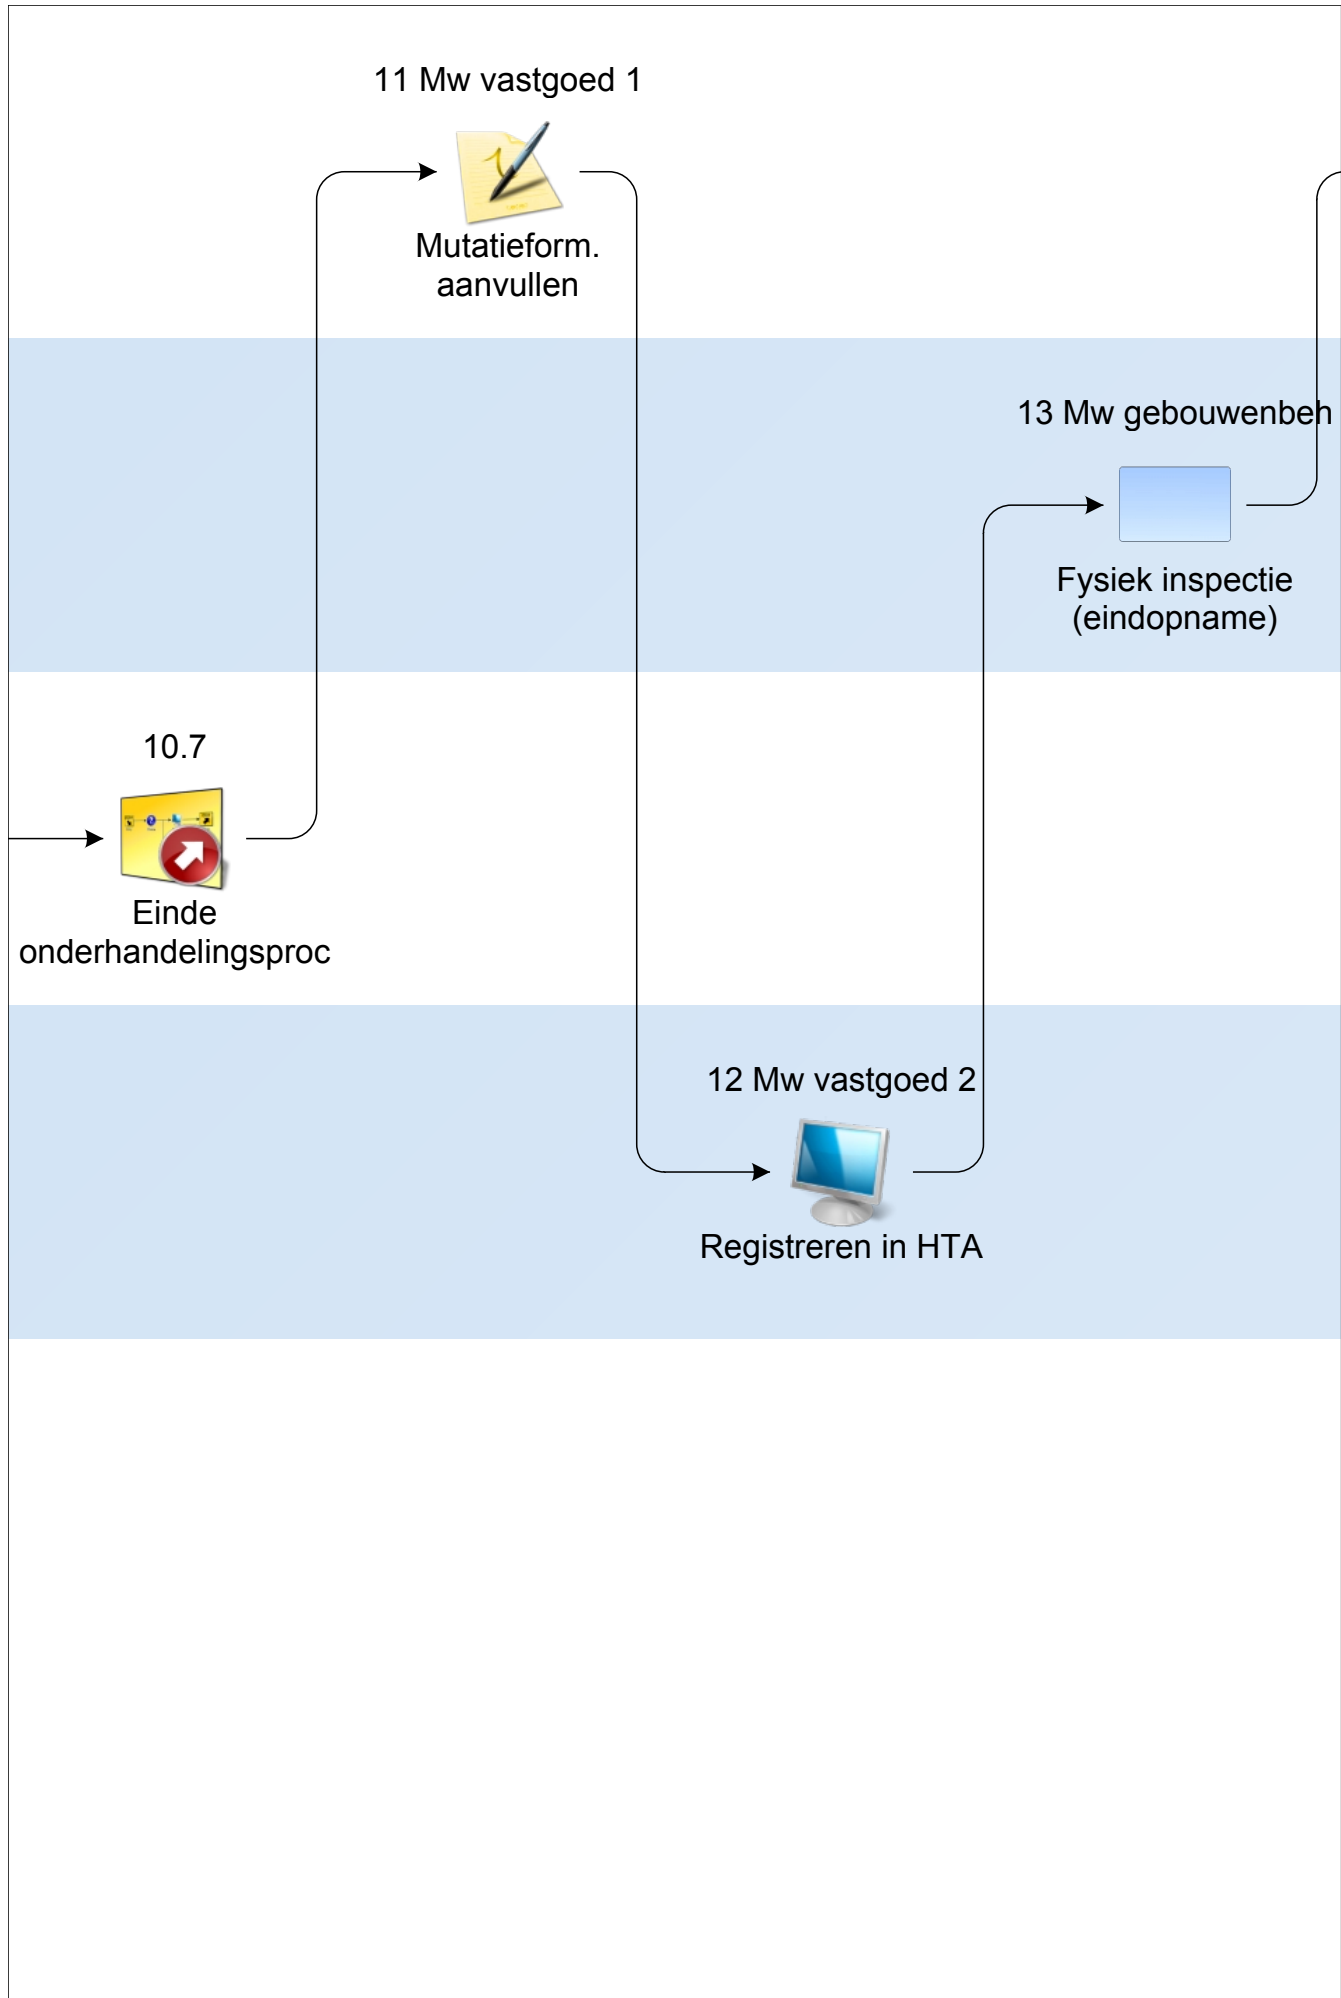 11 Mw vastgoed 1
Mutatieform.
aanvullen
13 Mw gebouwenbeh
Fysiek inspectie
(eindopname)
10.7
Einde
onderhandelingsproc
12 Mw vastgoed 2
Registreren in HTA